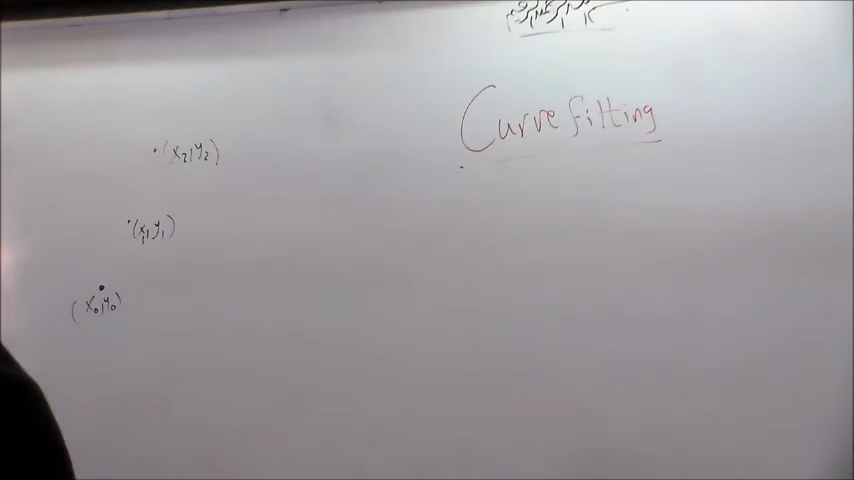 Curve fitting
(x₂, y₂)
(x₁, y₁)
(x₀, y₀)